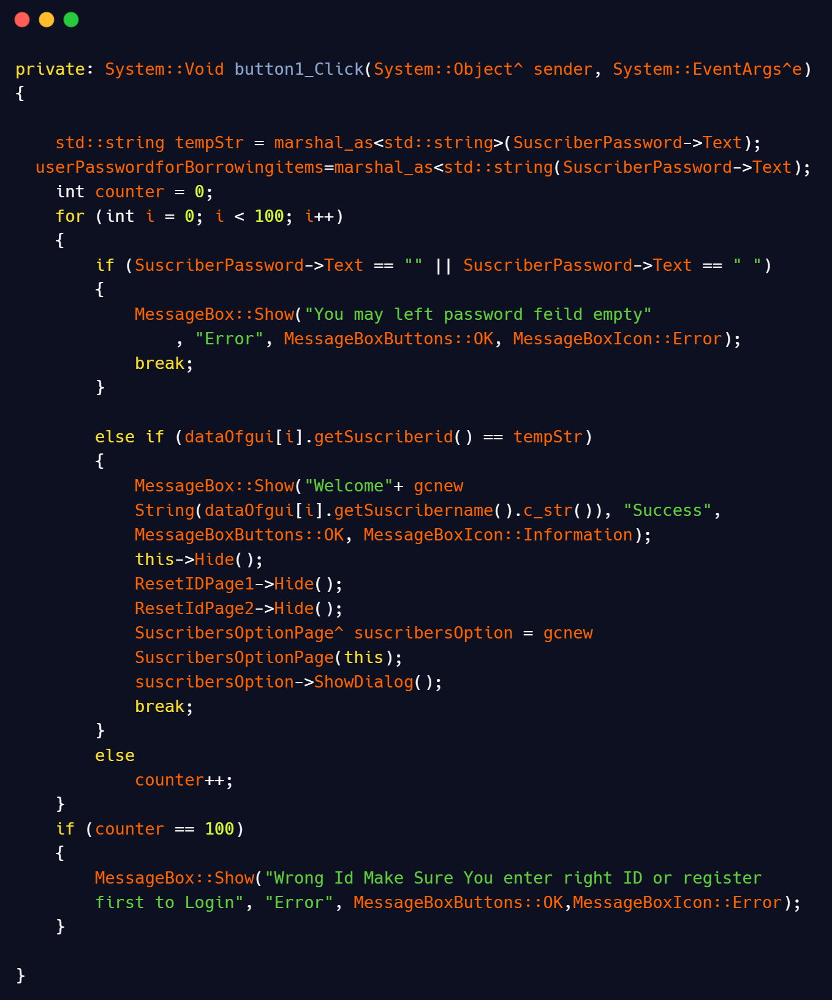 private: System::Void button1_Click(System::Object^ sender, System::EventArgs^e)
{
    std::string tempStr = marshal_as<std::string>(SuscriberPassword->Text);
  userPasswordforBorrowingitems=marshal_as<std::string(SuscriberPassword->Text);
    int counter = 0;
    for (int i = 0; i < 100; i++)
    {
        if (SuscriberPassword->Text == "" || SuscriberPassword->Text == " ")
        {
            MessageBox::Show("You may left password feild empty"
                , "Error", MessageBoxButtons::OK, MessageBoxIcon::Error);
            break;
        }
        else if (dataOfgui[i].getSuscriberid() == tempStr)
        {
            MessageBox::Show("Welcome"+ gcnew
            String(dataOfgui[i].getSuscribername().c_str()), "Success",
            MessageBoxButtons::OK, MessageBoxIcon::Information);
            this->Hide();
            ResetIDPage1->Hide();
            ResetIdPage2->Hide();
            SuscribersOptionPage^ suscribersOption = gcnew
            SuscribersOptionPage(this);
            suscribersOption->ShowDialog();
            break;
        }
        else
            counter++;
    }
    if (counter == 100)
    {
        MessageBox::Show("Wrong Id Make Sure You enter right ID or register
        first to Login", "Error", MessageBoxButtons::OK,MessageBoxIcon::Error);
    }
}